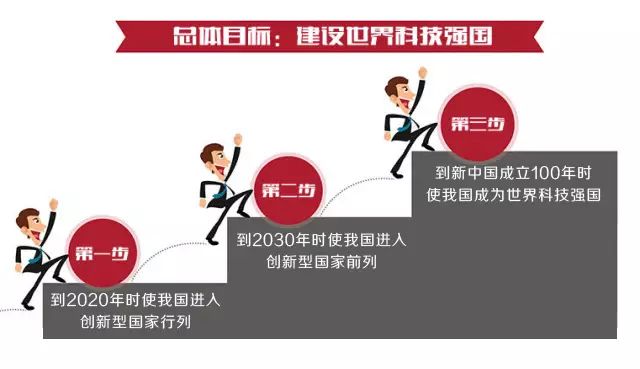 总体目标：建设世界科技强国
第三步
到新中国成立100年时
使我国成为世界科技强国
第二步
到2030年时使我国进入
创新型国家前列
第一步
到2020年时使我国进入
创新型国家行列